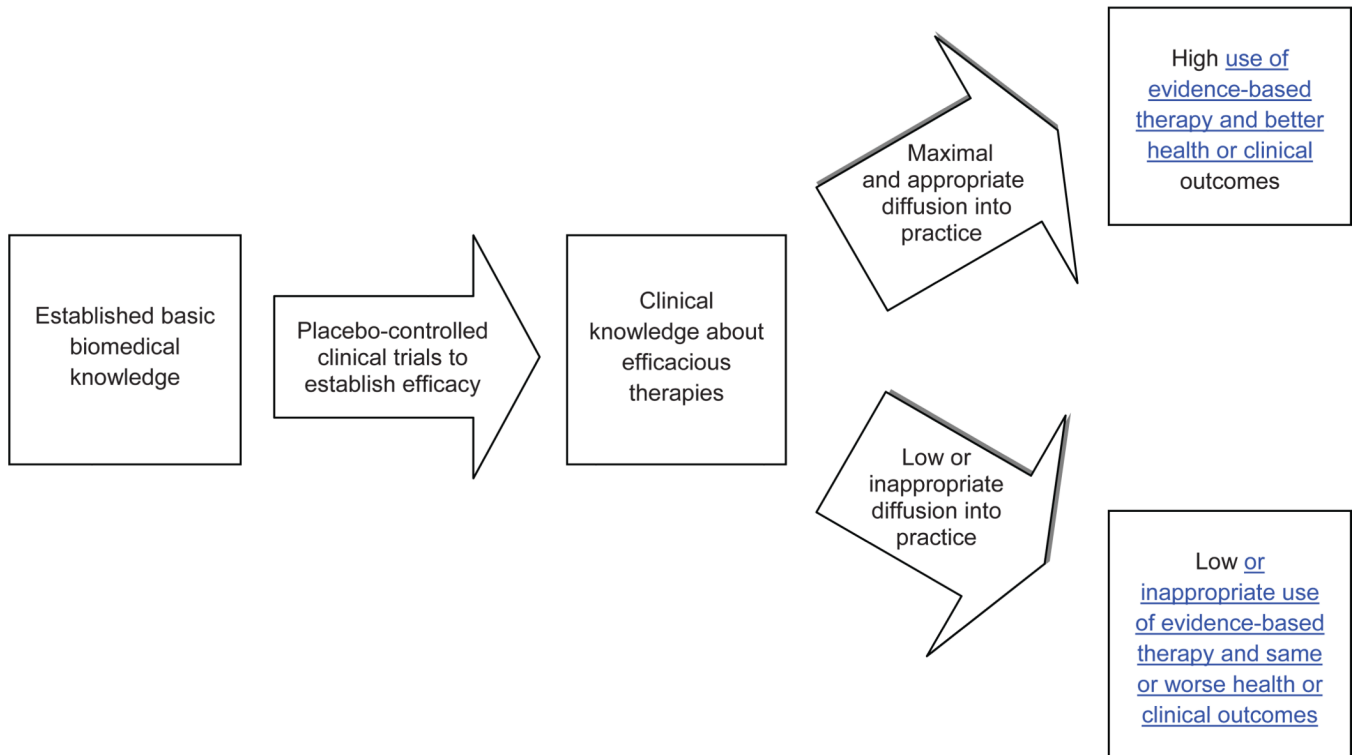 Established basic
biomedical
knowledge
Placebo-controlled
clinical trials to
establish efficacy
Clinical
knowledge about
efficacious
therapies
Maximal
and appropriate
diffusion into
practice
High use of
evidence-based
therapy and better
health or clinical
outcomes
Low or
inappropriate
diffusion into
practice
Low or
inappropriate use
of evidence-based
therapy and same
or worse health or
clinical outcomes